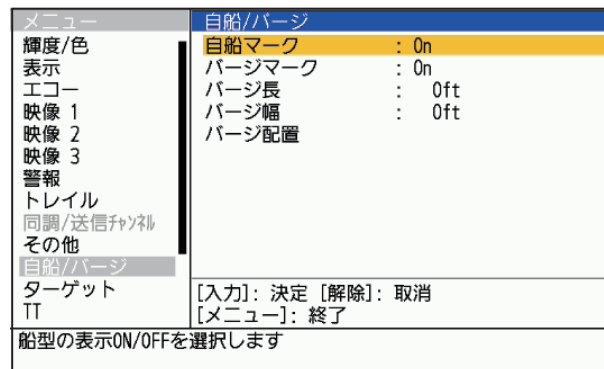 メニュー
輝度/色
表示
エコー
映像 1
映像 2
映像 3
警報
トレイル
同調/送信ﾁｬﾝﾈﾙ
その他
自船/バージ
ターゲット
TT
自船/バージ
自船マーク : On
バージマーク : On
バージ長 : 0ft
バージ幅 : 0ft
バージ配置
[入力]: 決定 [解除]: 取消
[メニュー]: 終了
船型の表示ON/OFFを選択します